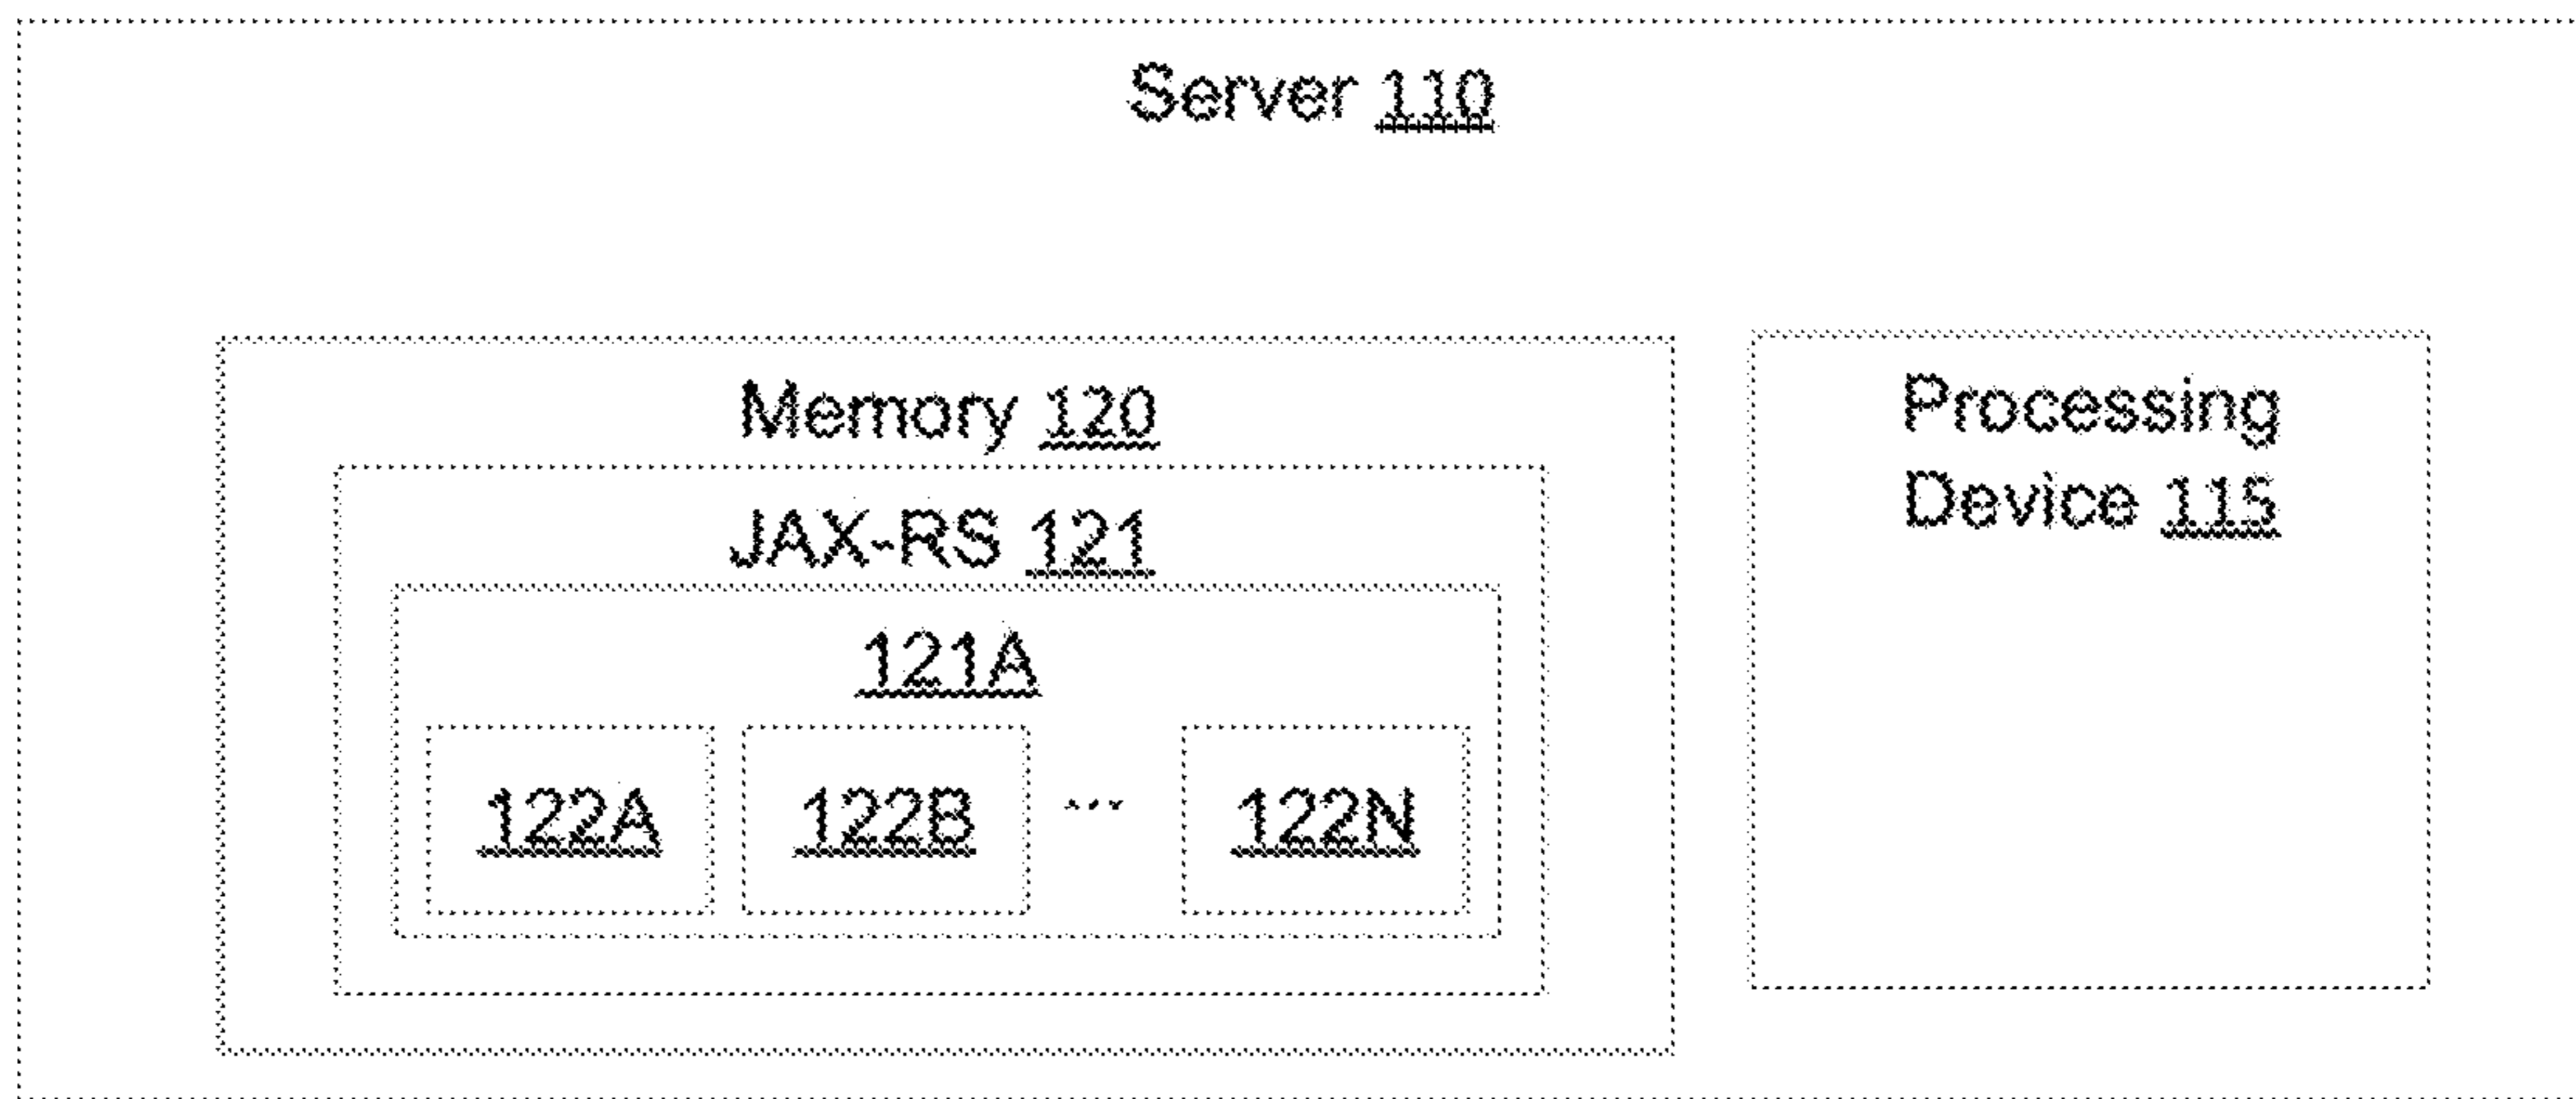 Server 110
Memory 120
JAX-RS 121
121A
122A 122B ... 122N
Processing
Device 115